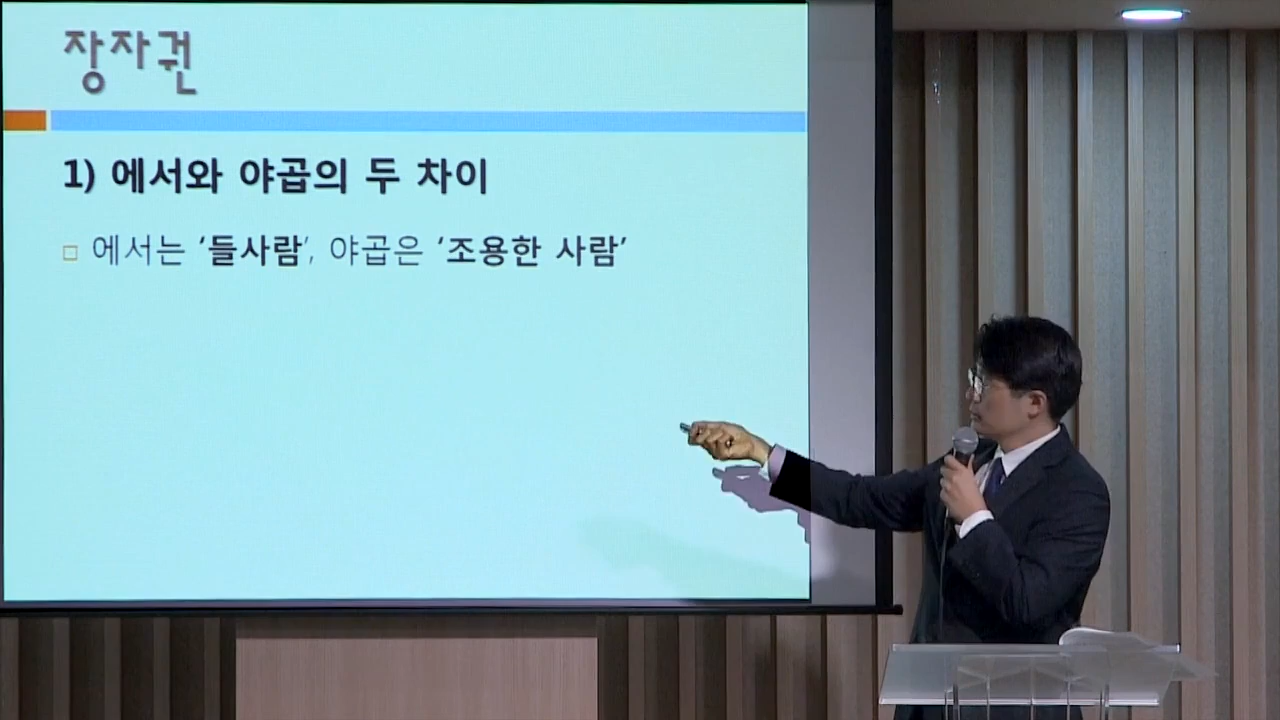 장자권
1) 에서와 야곱의 두 차이
에서는 ‘들사람’, 야곱은 ‘조용한 사람’